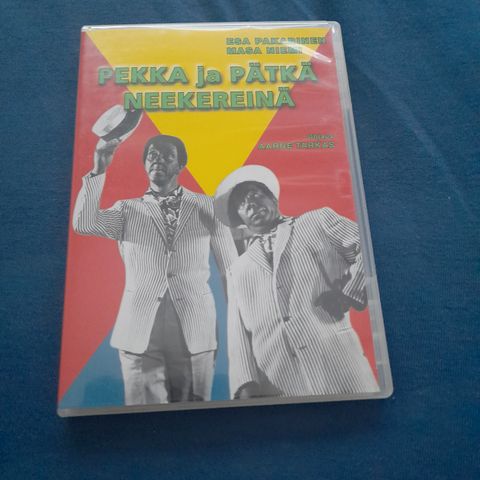 ESA PAKARINEN
MASA NIEMI
PEKKA ja PÄTKÄ
NEEKEREINÄ
AARNE TARKAS